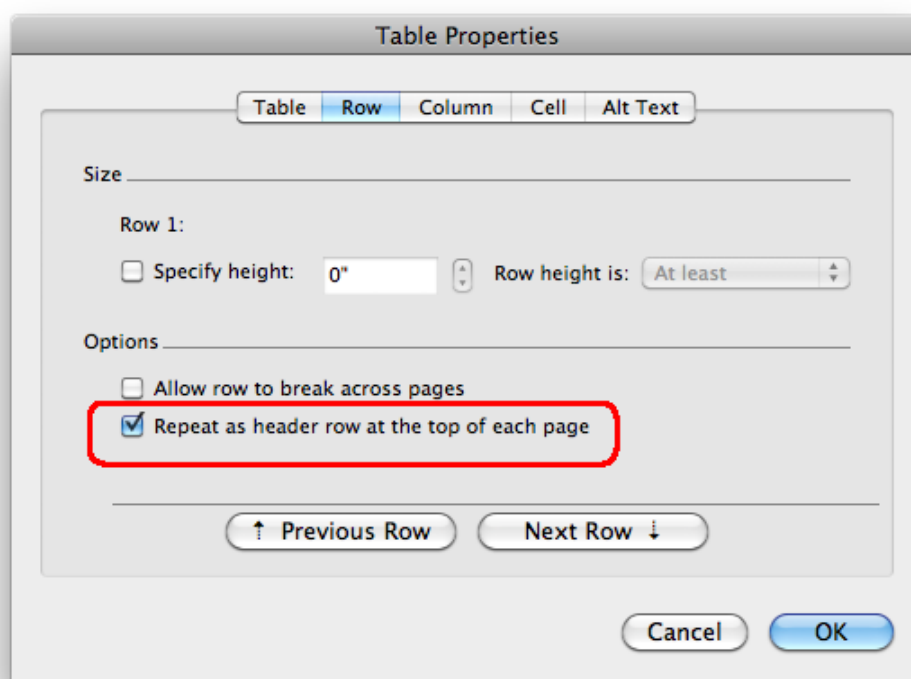 Table Properties
Table Row Column Cell Alt Text
Size
Row 1:
Specify height: 0" Row height is: At least
Options
Allow row to break across pages
Repeat as header row at the top of each page
↑ Previous Row Next Row ↓
Cancel OK